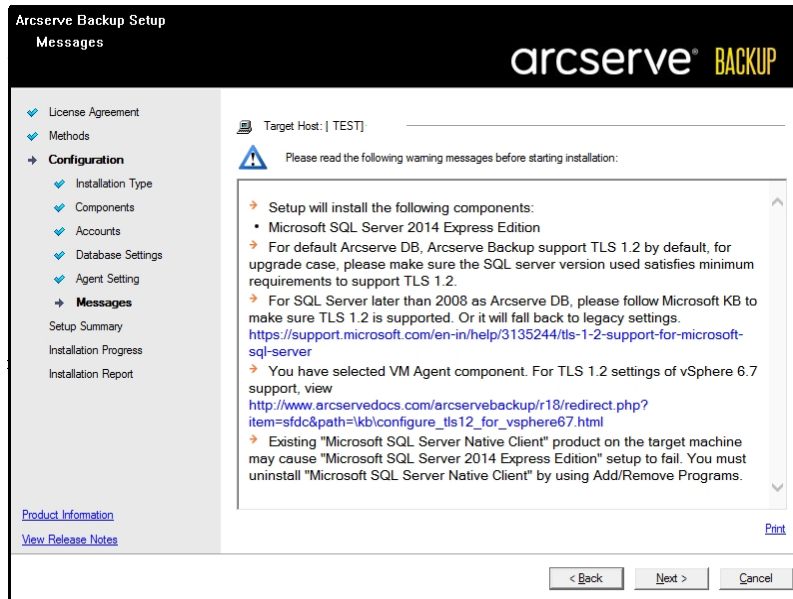 Arcserve Backup Setup
Messages
arcserve® BACKUP
License Agreement
Methods
Configuration
Installation Type
Components
Accounts
Database Settings
Agent Setting
Messages
Setup Summary
Installation Progress
Installation Report
Product Information
View Release Notes
Target Host: [ TEST]
Please read the following warning messages before starting installation:
Setup will install the following components:
• Microsoft SQL Server 2014 Express Edition
For default Arcserve DB, Arcserve Backup support TLS 1.2 by default, for
upgrade case, please make sure the SQL server version used satisfies minimum
requirements to support TLS 1.2.
For SQL Server later than 2008 as Arcserve DB, please follow Microsoft KB to
make sure TLS 1.2 is supported. Or it will fall back to legacy settings.
https://support.microsoft.com/en-in/help/3135244/tls-1-2-support-for-microsoft-
sql-server
You have selected VM Agent component. For TLS 1.2 settings of vSphere 6.7
support, view
http://www.arcservedocs.com/arcservebackup/r18/redirect.php?
item=sfdc&path=\kb\configure_tls12_for_vsphere67.html
Existing "Microsoft SQL Server Native Client" product on the target machine
may cause "Microsoft SQL Server 2014 Express Edition" setup to fail. You must
uninstall "Microsoft SQL Server Native Client" by using Add/Remove Programs.
Print
< Back
Next >
Cancel